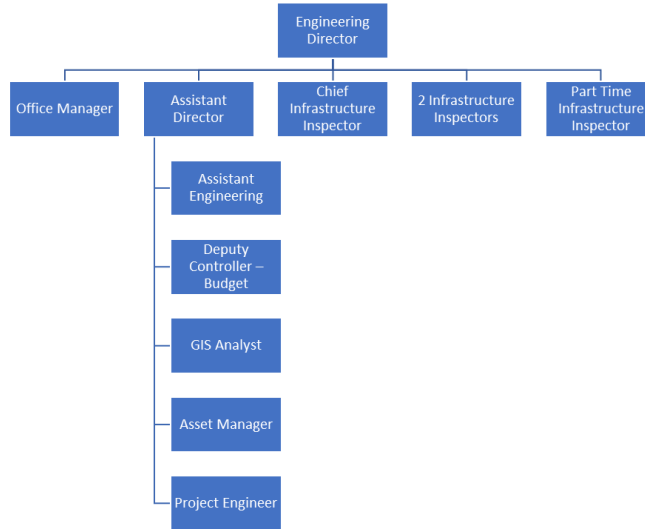 Engineering
Director
Office Manager
Assistant
Director
Chief
Infrastructure
Inspector
2 Infrastructure
Inspectors
Part Time
Infrastructure
Inspector
Assistant
Engineering
Deputy
Controller –
Budget
GIS Analyst
Asset Manager
Project Engineer